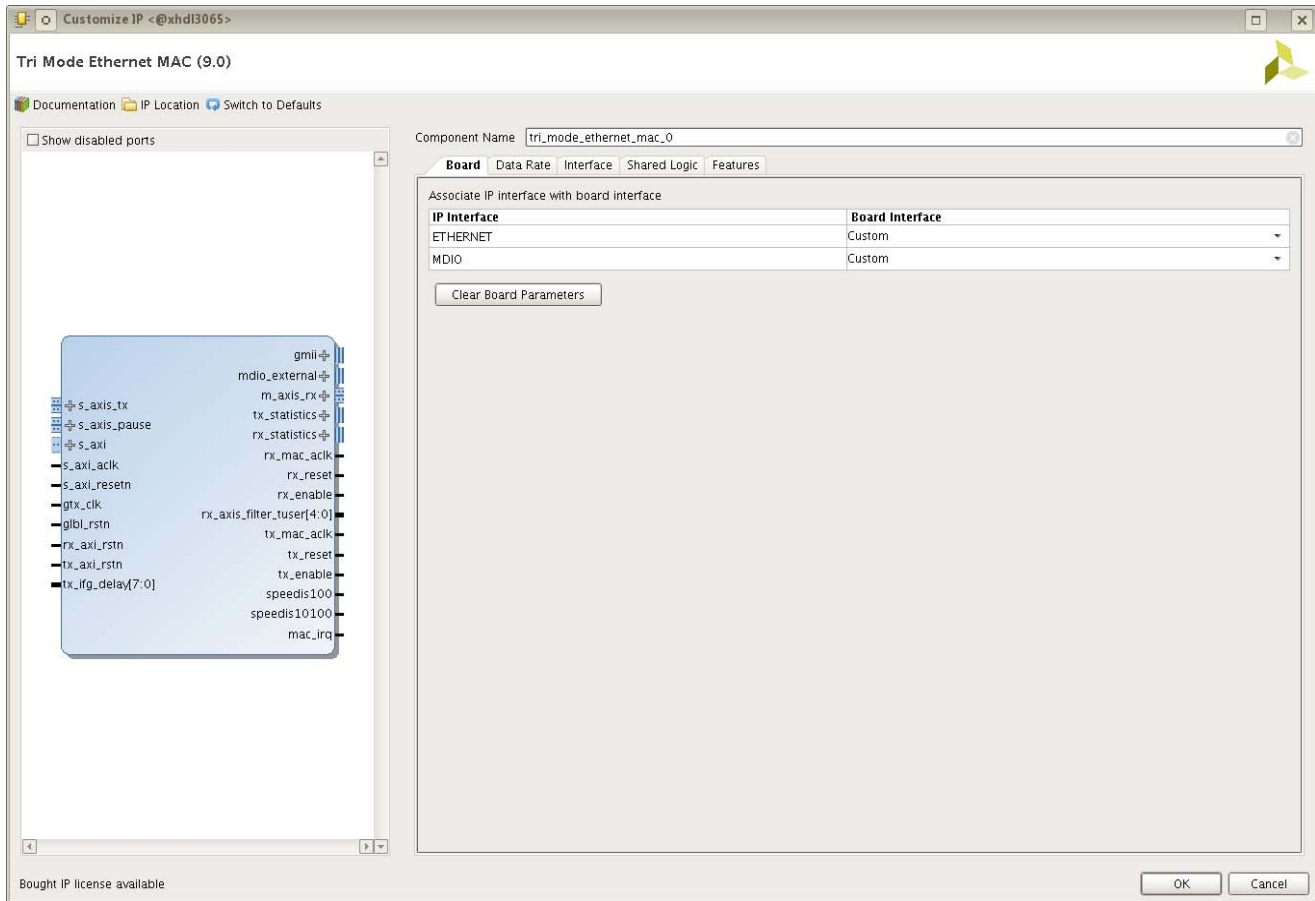 Customize IP <@xhdl3065>
Tri Mode Ethernet MAC (9.0)
Documentation IP Location Switch to Defaults
Show disabled ports
Component Name tri_mode_ethernet_mac_0
Board Data Rate Interface Shared Logic Features
Associate IP interface with board interface
IP Interface Board Interface
ETHERNET Custom
MDIO Custom
Clear Board Parameters
s_axis_tx
s_axis_pause
s_axi
s_axi_aclk
s_axi_resetn
gtx_clk
glbl_rstn
rx_axi_rstn
tx_axi_rstn
tx_ifg_delay[7:0]
gmii
mdio_external
m_axis_rx
tx_statistics
rx_statistics
rx_mac_aclk
rx_reset
rx_enable
rx_axis_filter_tuser[4:0]
tx_mac_aclk
tx_reset
tx_enable
speedis100
speedis10100
mac_irq
Bought IP license available
OK Cancel